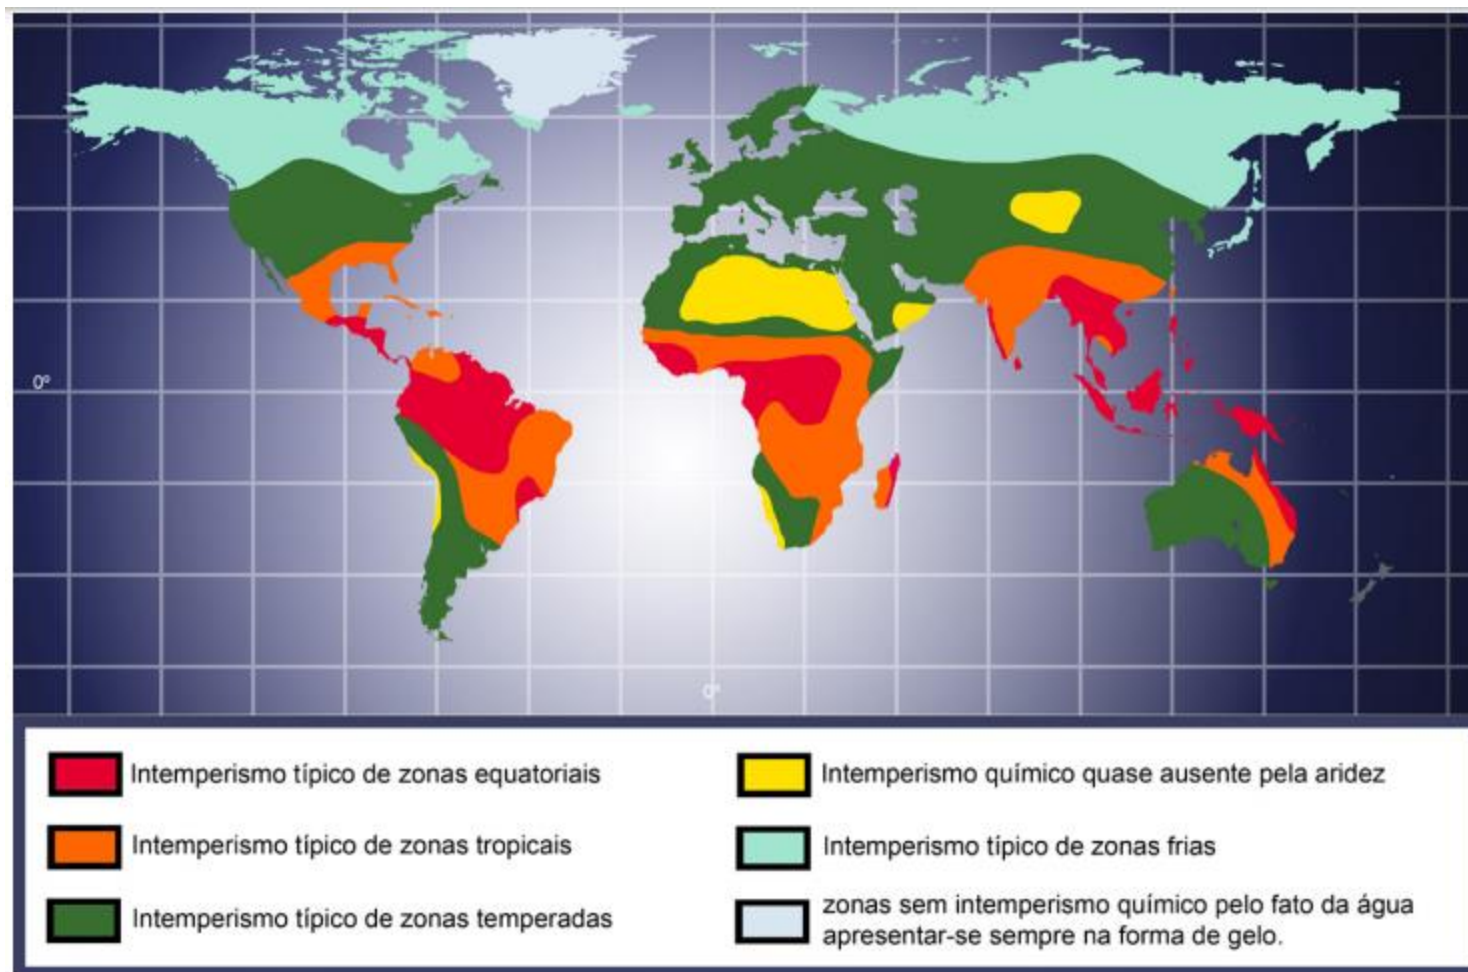 0º
0º
Intemperismo típico de zonas equatoriais
Intemperismo típico de zonas tropicais
Intemperismo típico de zonas temperadas
Intemperismo químico quase ausente pela aridez
Intemperismo típico de zonas frias
zonas sem intemperismo químico pelo fato da água
apresentar-se sempre na forma de gelo.